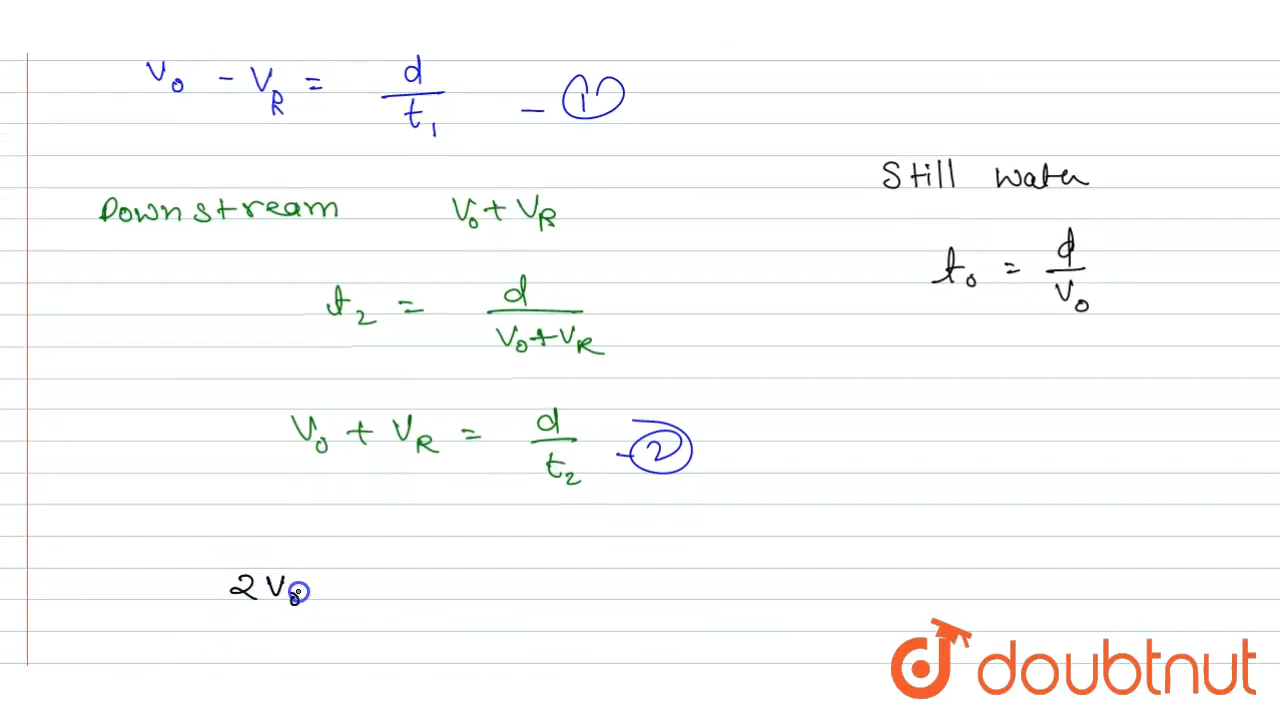 V₀ - V_R = d/t₁ - ①
Still water
Downstream V₀ + V_R
t₀ = d/V₀
t₂ = d/(V₀ + V_R)
V₀ + V_R = d/t₂ - ②
2V₀
doubtnut